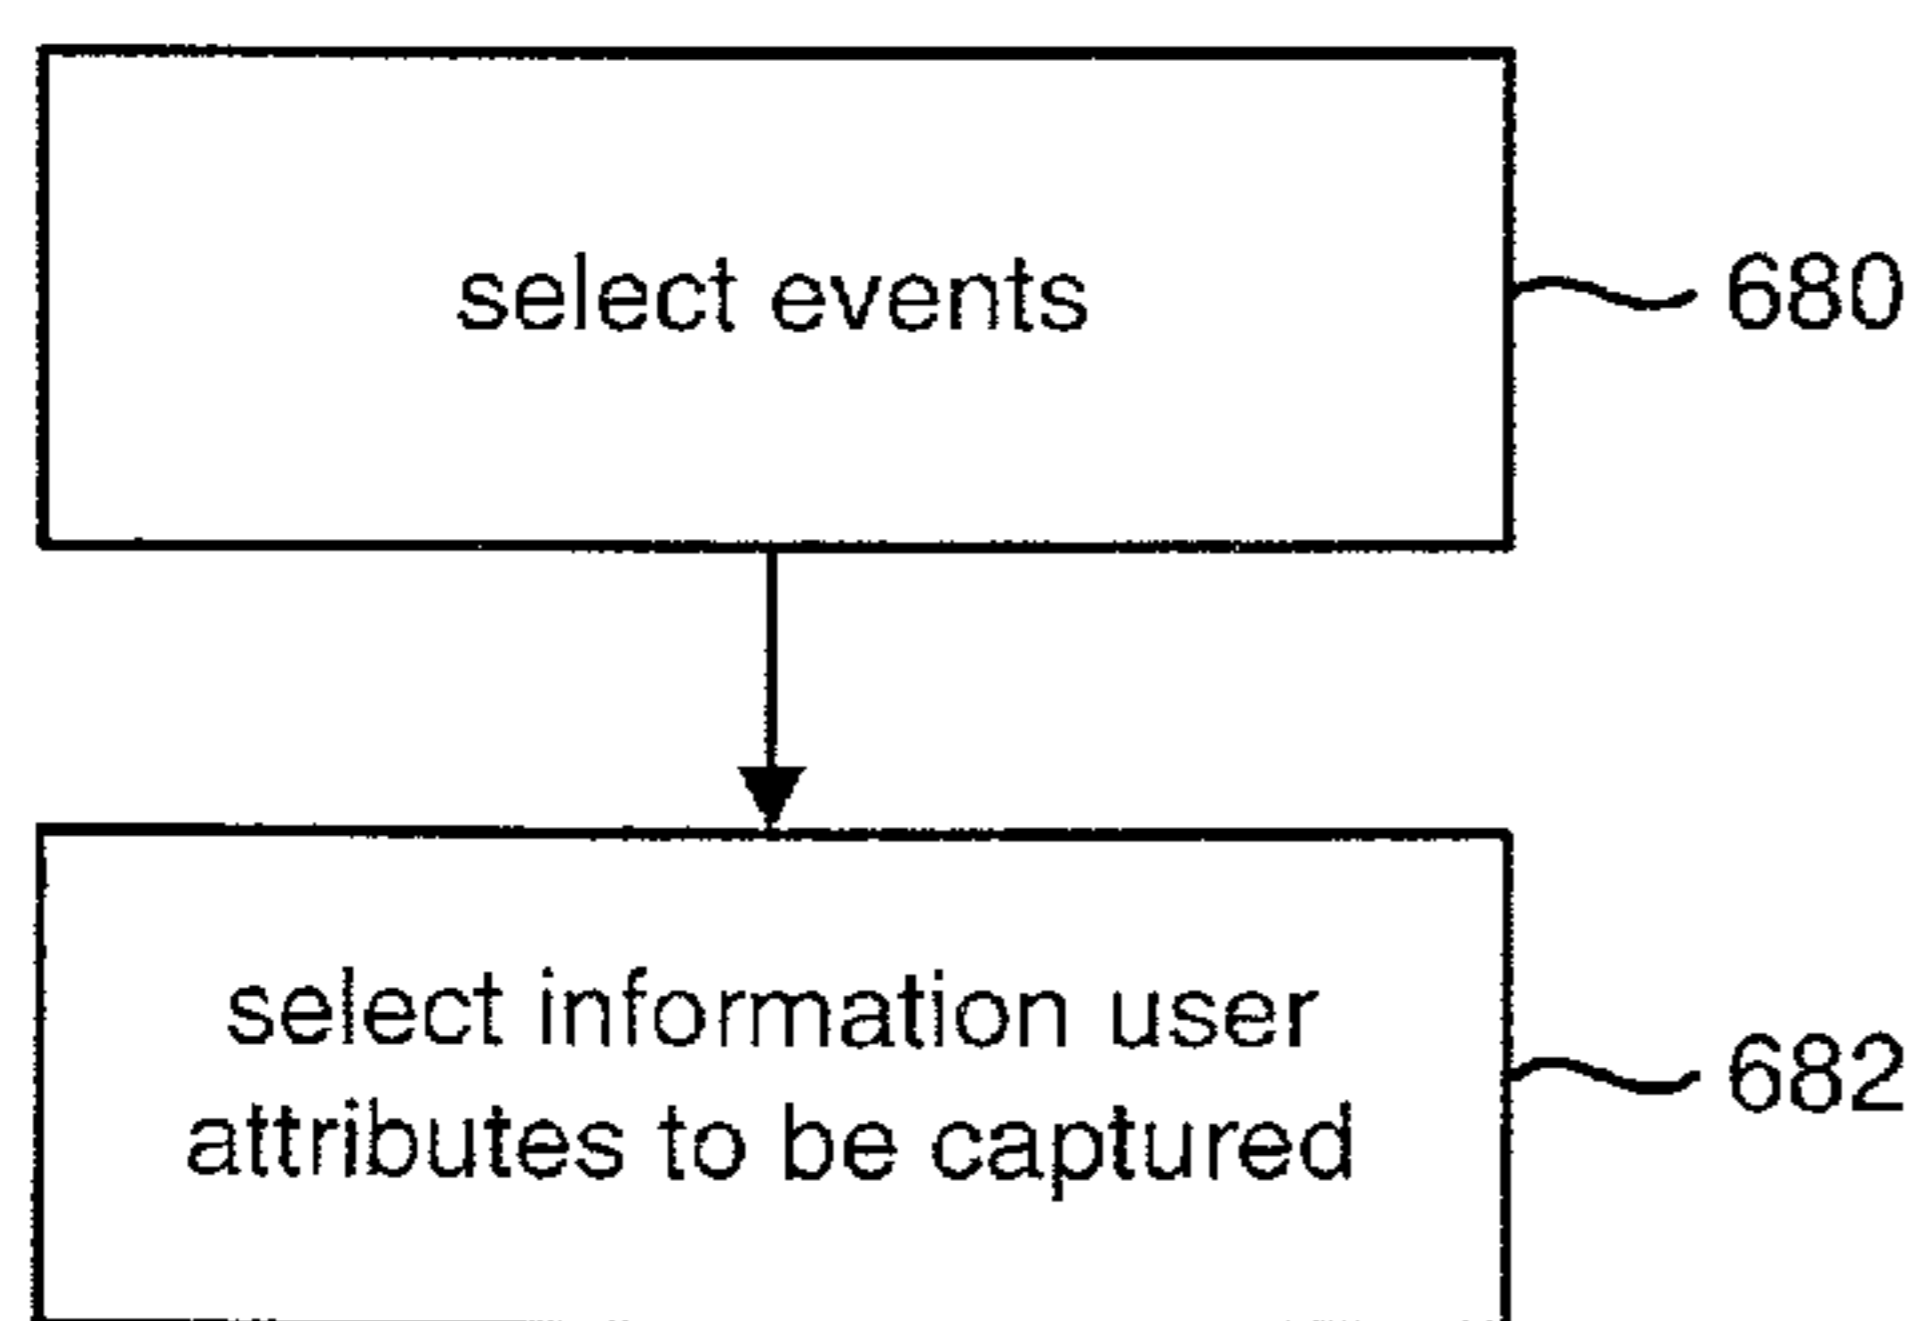 select events
680
select information user
attributes to be captured
682